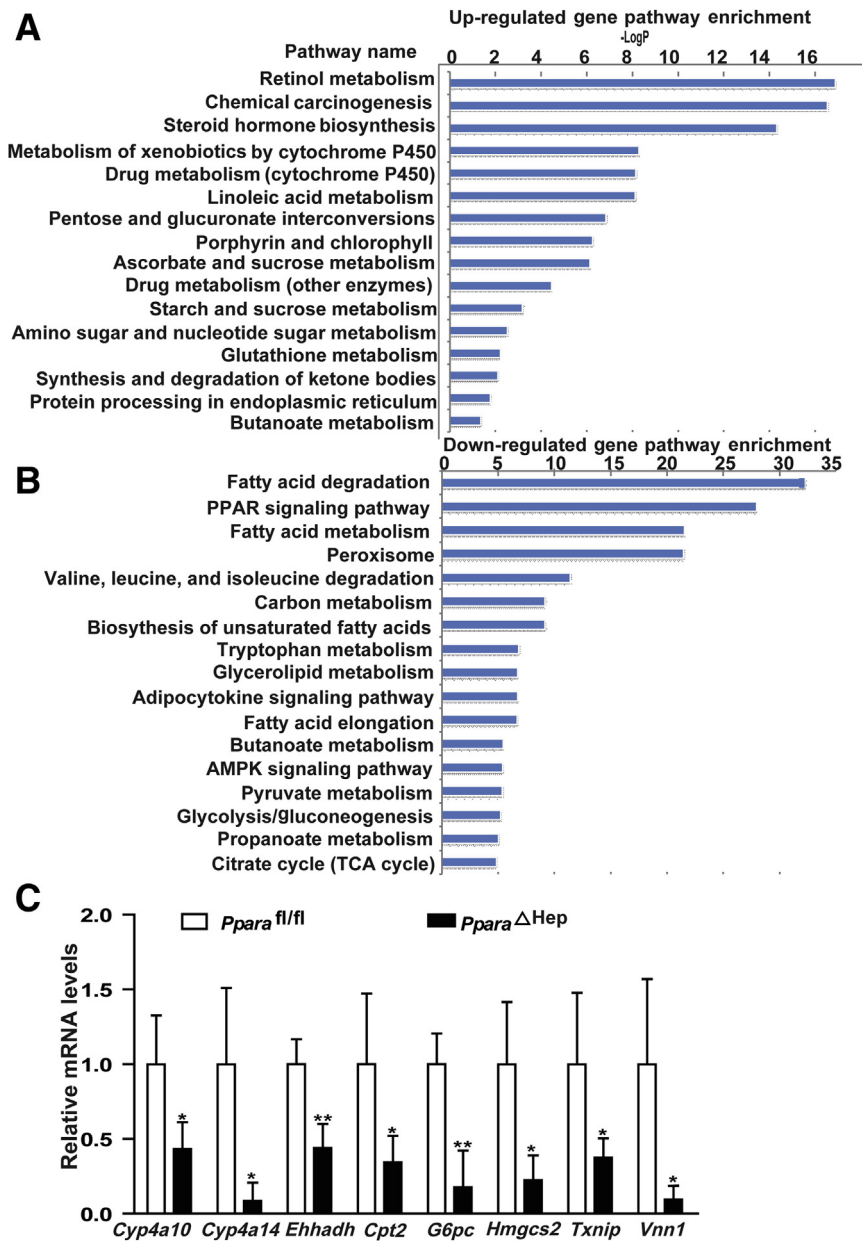 A
Up-regulated gene pathway enrichment
-LogP
Pathway name 0 2 4 6 8 10 12 14 16
Retinol metabolism
Chemical carcinogenesis
Steroid hormone biosynthesis
Metabolism of xenobiotics by cytochrome P450
Drug metabolism (cytochrome P450)
Linoleic acid metabolism
Pentose and glucuronate interconversions
Porphyrin and chlorophyll
Ascorbate and sucrose metabolism
Drug metabolism (other enzymes)
Starch and sucrose metabolism
Amino sugar and nucleotide sugar metabolism
Glutathione metabolism
Synthesis and degradation of ketone bodies
Protein processing in endoplasmic reticulum
Butanoate metabolism
B
Down-regulated gene pathway enrichment
0 5 10 15 20 25 30 35
Fatty acid degradation
PPAR signaling pathway
Fatty acid metabolism
Peroxisome
Valine, leucine, and isoleucine degradation
Carbon metabolism
Biosythesis of unsaturated fatty acids
Tryptophan metabolism
Glycerolipid metabolism
Adipocytokine signaling pathway
Fatty acid elongation
Butanoate metabolism
AMPK signaling pathway
Pyruvate metabolism
Glycolysis/gluconeogenesis
Propanoate metabolism
Citrate cycle (TCA cycle)
C
Ppara fl/fl
Ppara △Hep
Relative mRNA levels
2.0
1.5
1.0
0.5
0.0
* * ** * ** * * *
Cyp4a10 Cyp4a14 Ehhadh Cpt2 G6pc Hmgcs2 Txnip Vnn1